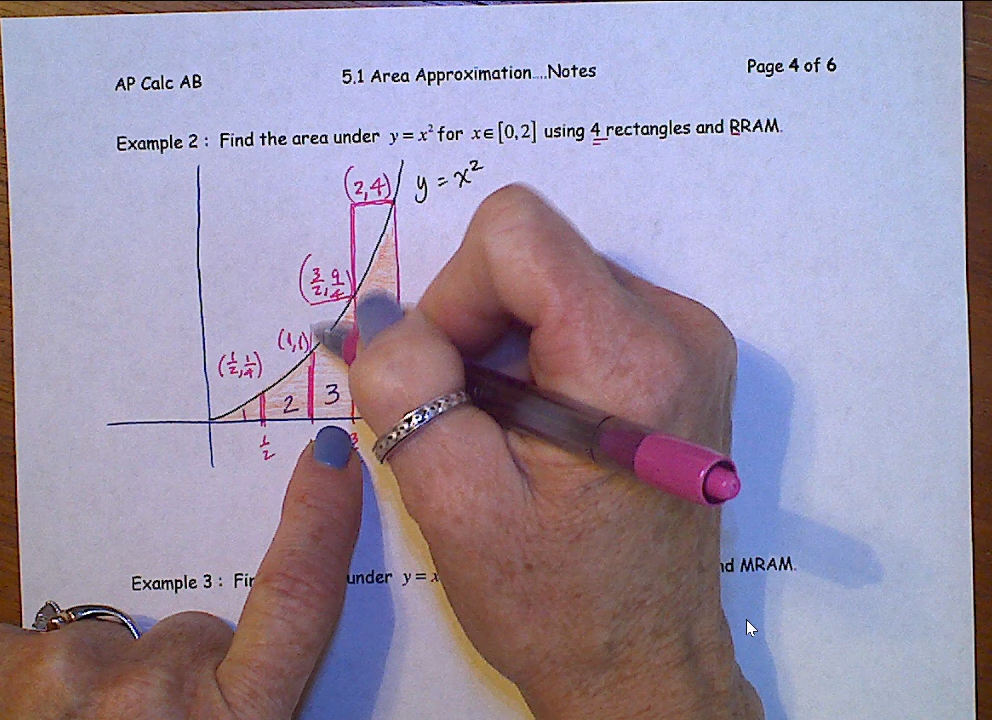 AP Calc AB
5.1 Area Approximation....Notes
Page 4 of 6
Example 2 : Find the area under y = x² for x ∈ [0,2] using 4 rectangles and RRAM.
y = x²
(2,4)
(3/2, 9/4)
(1,1)
(1/2, 1/4)
2
3
1/2
Example 3 :
under y = x
MRAM.